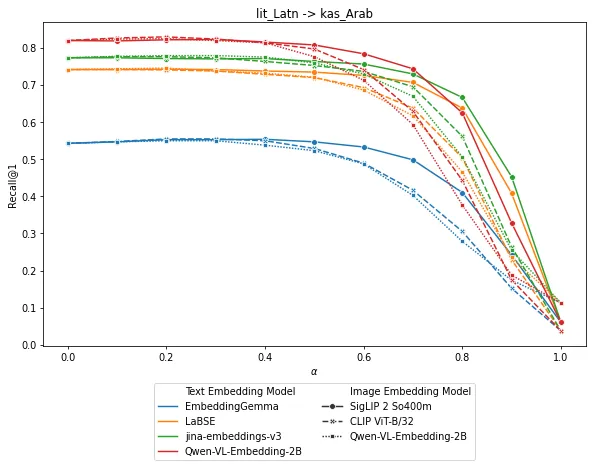 lit_Latn -> kas_Arab
Recall@1
0.8
0.7
0.6
0.5
0.4
0.3
0.2
0.1
0.0
0.0 0.2 0.4 0.6 0.8 1.0
α
Text Embedding Model
EmbeddingGemma
LaBSE
jina-embeddings-v3
Qwen-VL-Embedding-2B
Image Embedding Model
SigLIP 2 So400m
CLIP ViT-B/32
Qwen-VL-Embedding-2B